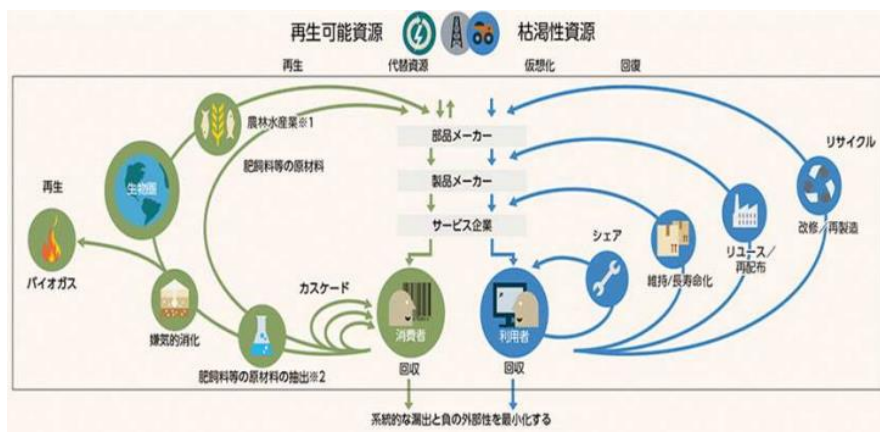 再生可能資源
枯渇性資源
再生
代替資源
仮想化
回復
農林水産業※1
肥飼料等の原材料
生物圏
再生
バイオガス
嫌気的消化
肥飼料等の原材料の抽出※2
カスケード
部品メーカー
製品メーカー
サービス企業
消費者
利用者
回収
回収
シェア
維持/長寿命化
リユース/
再配布
リサイクル
改修/再製造
系統的な漏出と負の外部性を最小化する